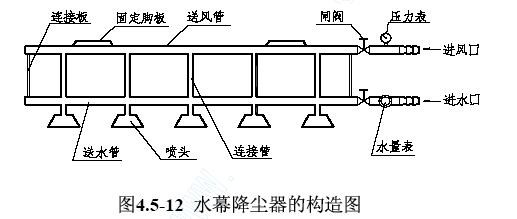 连接板 固定脚板 送风管 闸阀 压力表
进风口
进水口
送水管 喷头 连接管 水量表
图4.5-12 水幕降尘器的构造图